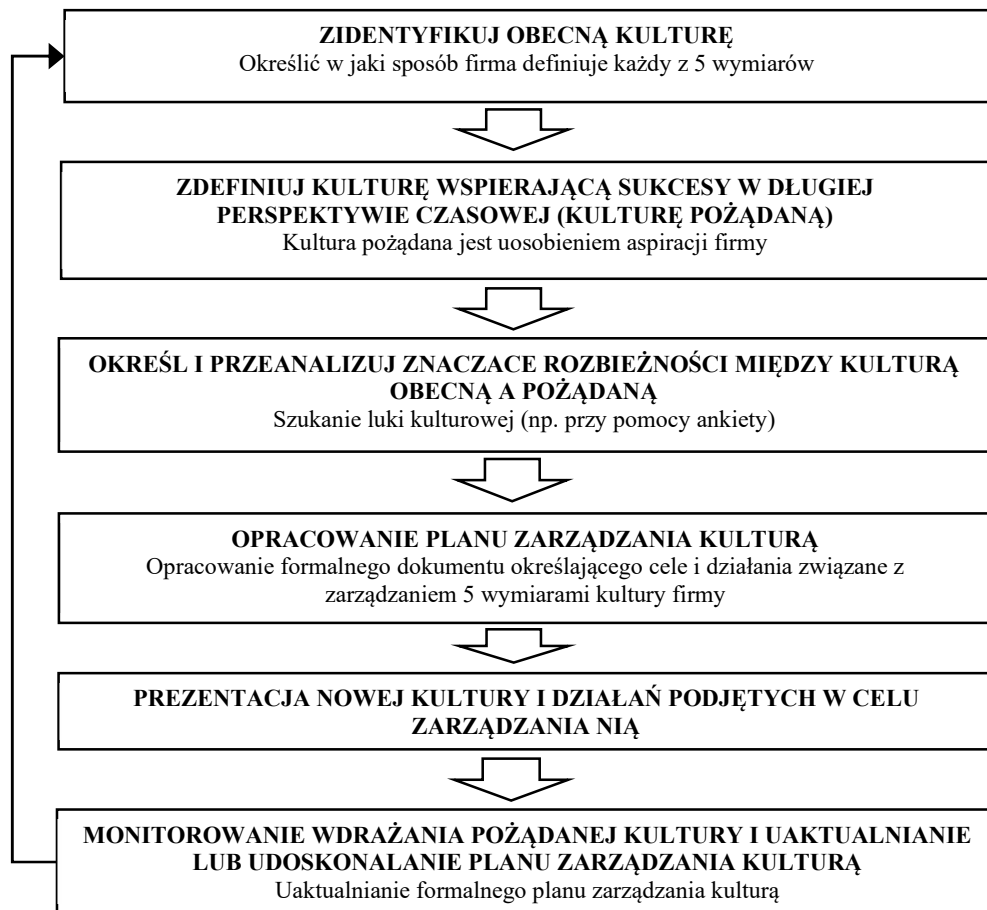 ZIDENTYFIKUJ OBECNĄ KULTURĘ
Określić w jaki sposób firma definiuje każdy z 5 wymiarów
ZDEFINIUJ KULTURĘ WSPIERAJĄCĄ SUKCESY W DŁUGIEJ
PERSPEKTYWIE CZASOWEJ (KULTURĘ POŻĄDANĄ)
Kultura pożądana jest uosobieniem aspiracji firmy
OKREŚL I PRZEANALIZUJ ZNACZACE ROZBIEŻNOŚCI MIĘDZY KULTURĄ
OBECNĄ A POŻĄDANĄ
Szukanie luki kulturowej (np. przy pomocy ankiety)
OPRACOWANIE PLANU ZARZĄDZANIA KULTURĄ
Opracowanie formalnego dokumentu określającego cele i działania związane z
zarządzaniem 5 wymiarami kultury firmy
PREZENTACJA NOWEJ KULTURY I DZIAŁAŃ PODJĘTYCH W CELU
ZARZĄDZANIA NIĄ
MONITOROWANIE WDRAŻANIA POŻĄDANEJ KULTURY I UAKTUALNIANIE
LUB UDOSKONALANIE PLANU ZARZĄDZANIA KULTURĄ
Uaktualnianie formalnego planu zarządzania kulturą